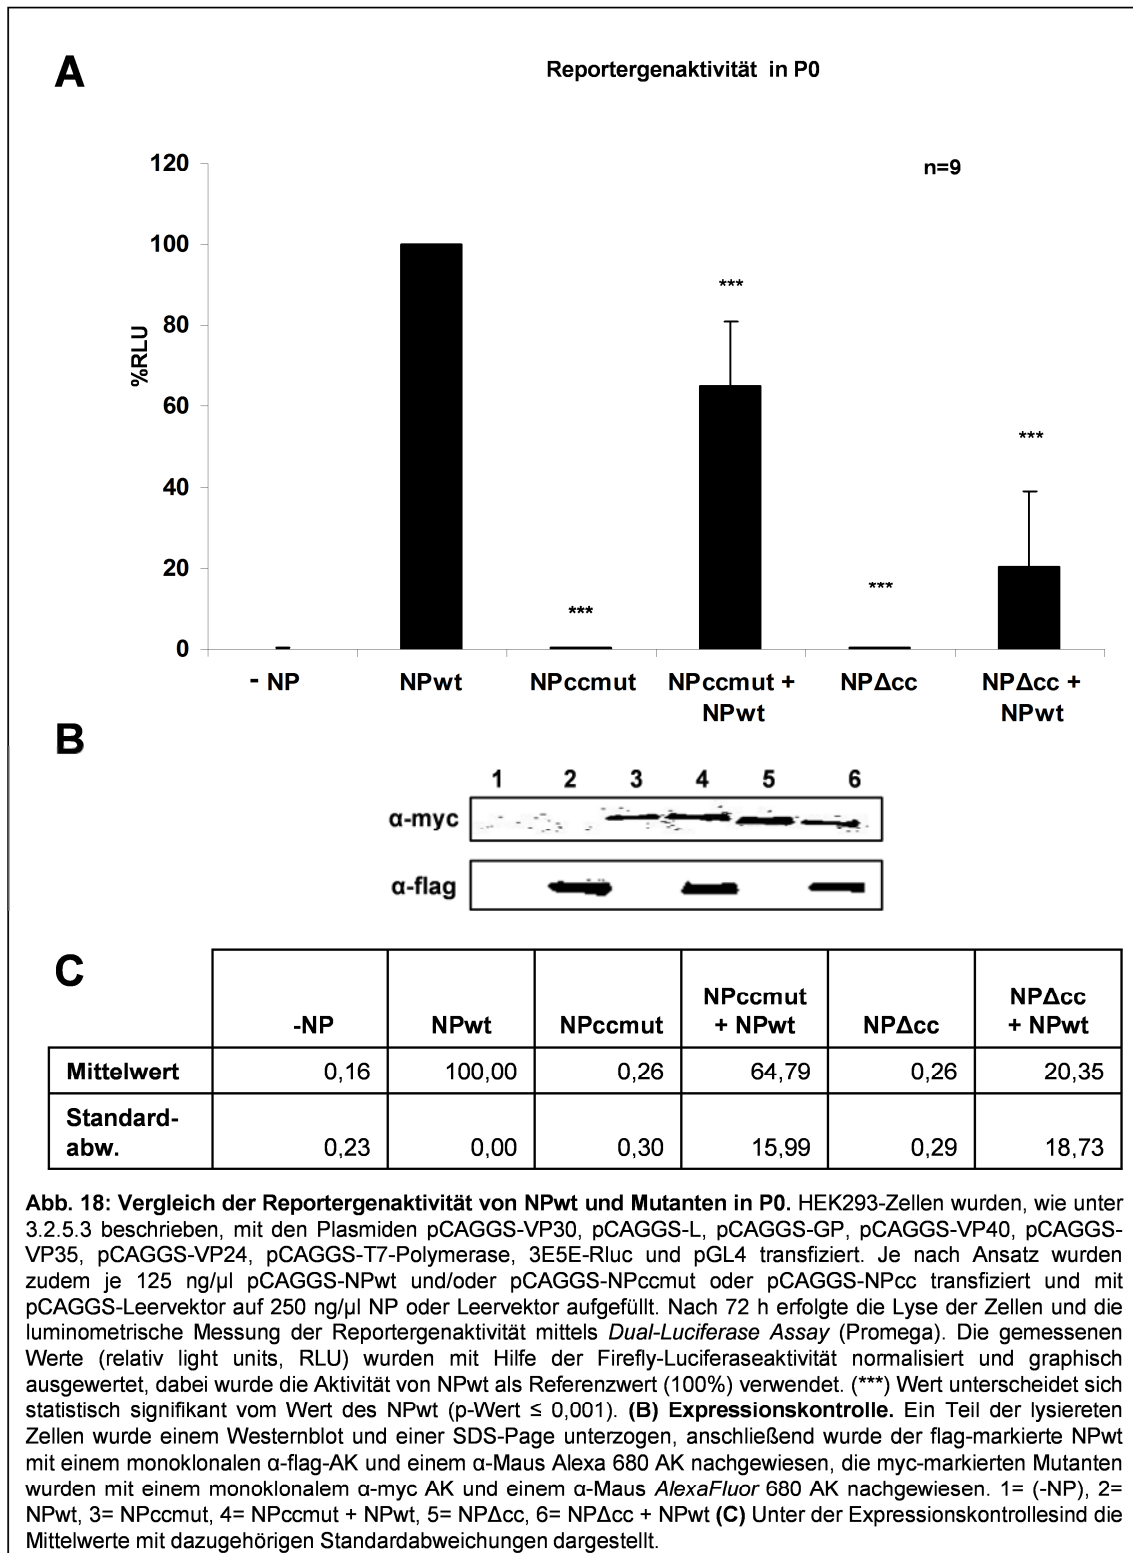 A
Reportergenaktivität in P0
n=9
120
100
80
60
40
20
0
%RLU
***
***
***
***
- NP
NPwt
NPccmut
NPccmut +
NPwt
NPΔcc
NPΔcc +
NPwt
B
1 2 3 4 5 6
α-myc
α-flag
C
-NP NPwt NPccmut NPccmut + NPwt NPΔcc NPΔcc + NPwt
Mittelwert 0,16 100,00 0,26 64,79 0,26 20,35
Standard-
abw. 0,23 0,00 0,30 15,99 0,29 18,73
Abb. 18: Vergleich der Reportergenaktivität von NPwt und Mutanten in P0. HEK293-Zellen wurden, wie unter
3.2.5.3 beschrieben, mit den Plasmiden pCAGGS-VP30, pCAGGS-L, pCAGGS-GP, pCAGGS-VP40, pCAGGS-
VP35, pCAGGS-VP24, pCAGGS-T7-Polymerase, 3E5E-Rluc und pGL4 transfiziert. Je nach Ansatz wurden
zudem je 125 ng/µl pCAGGS-NPwt und/oder pCAGGS-NPccmut oder pCAGGS-NPcc transfiziert und mit
pCAGGS-Leervektor auf 250 ng/µl NP oder Leervektor aufgefüllt. Nach 72 h erfolgte die Lyse der Zellen und die
luminometrische Messung der Reportergenaktivität mittels Dual-Luciferase Assay (Promega). Die gemessenen
Werte (relativ light units, RLU) wurden mit Hilfe der Firefly-Luciferaseaktivität normalisiert und graphisch
ausgewertet, dabei wurde die Aktivität von NPwt als Referenzwert (100%) verwendet. (***) Wert unterscheidet sich
statistisch signifikant vom Wert des NPwt (p-Wert ≤ 0,001). (B) Expressionskontrolle. Ein Teil der lysiereten
Zellen wurde einem Westernblot und einer SDS-Page unterzogen, anschließend wurde der flag-markierte NPwt
mit einem monoklonalen α-flag-AK und einem α-Maus Alexa 680 AK nachgewiesen, die myc-markierten Mutanten
wurden mit einem monoklonalem α-myc AK und einem α-Maus AlexaFluor 680 AK nachgewiesen. 1= (-NP), 2=
NPwt, 3= NPccmut, 4= NPccmut + NPwt, 5= NPΔcc, 6= NPΔcc + NPwt (C) Unter der Expressionskontrollesind die
Mittelwerte mit dazugehörigen Standardabweichungen dargestellt.